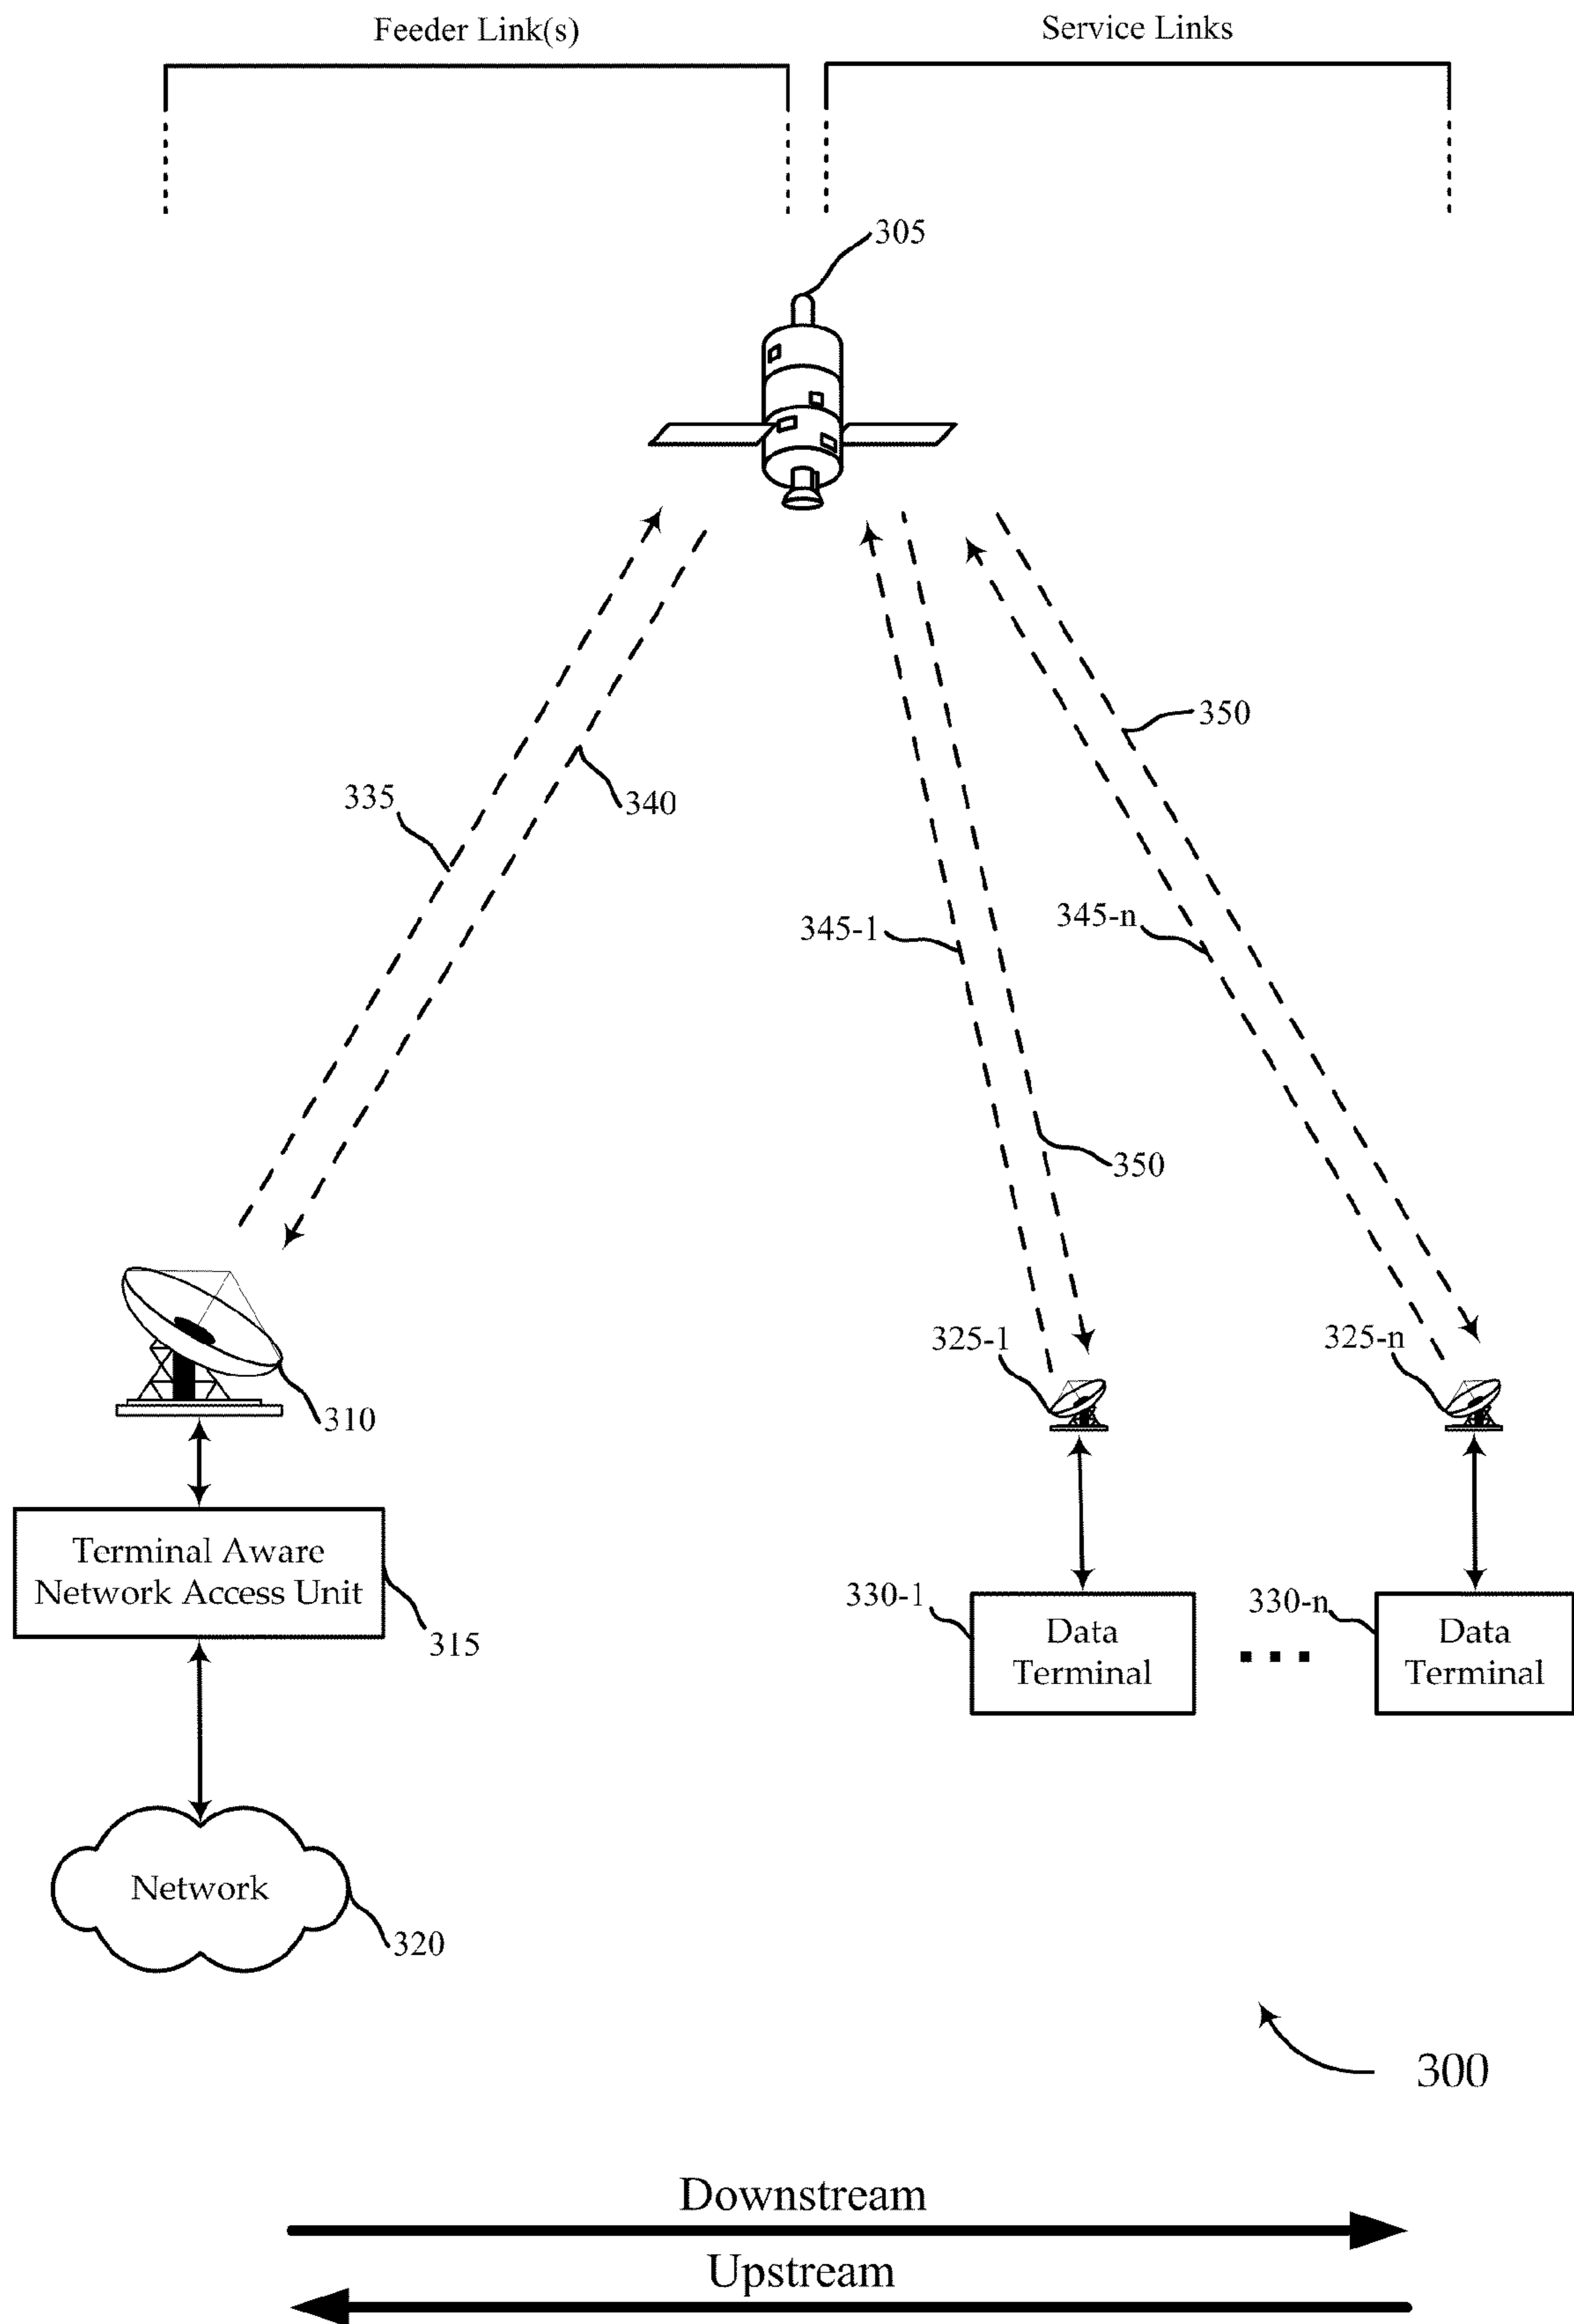 Feeder Link(s)
Service Links
305
350
335
340
345-1
345-n
350
325-1
325-n
310
Terminal Aware
Network Access Unit
315
330-1
Data
Terminal
330-n
Data
Terminal
Network
320
300
Downstream
Upstream